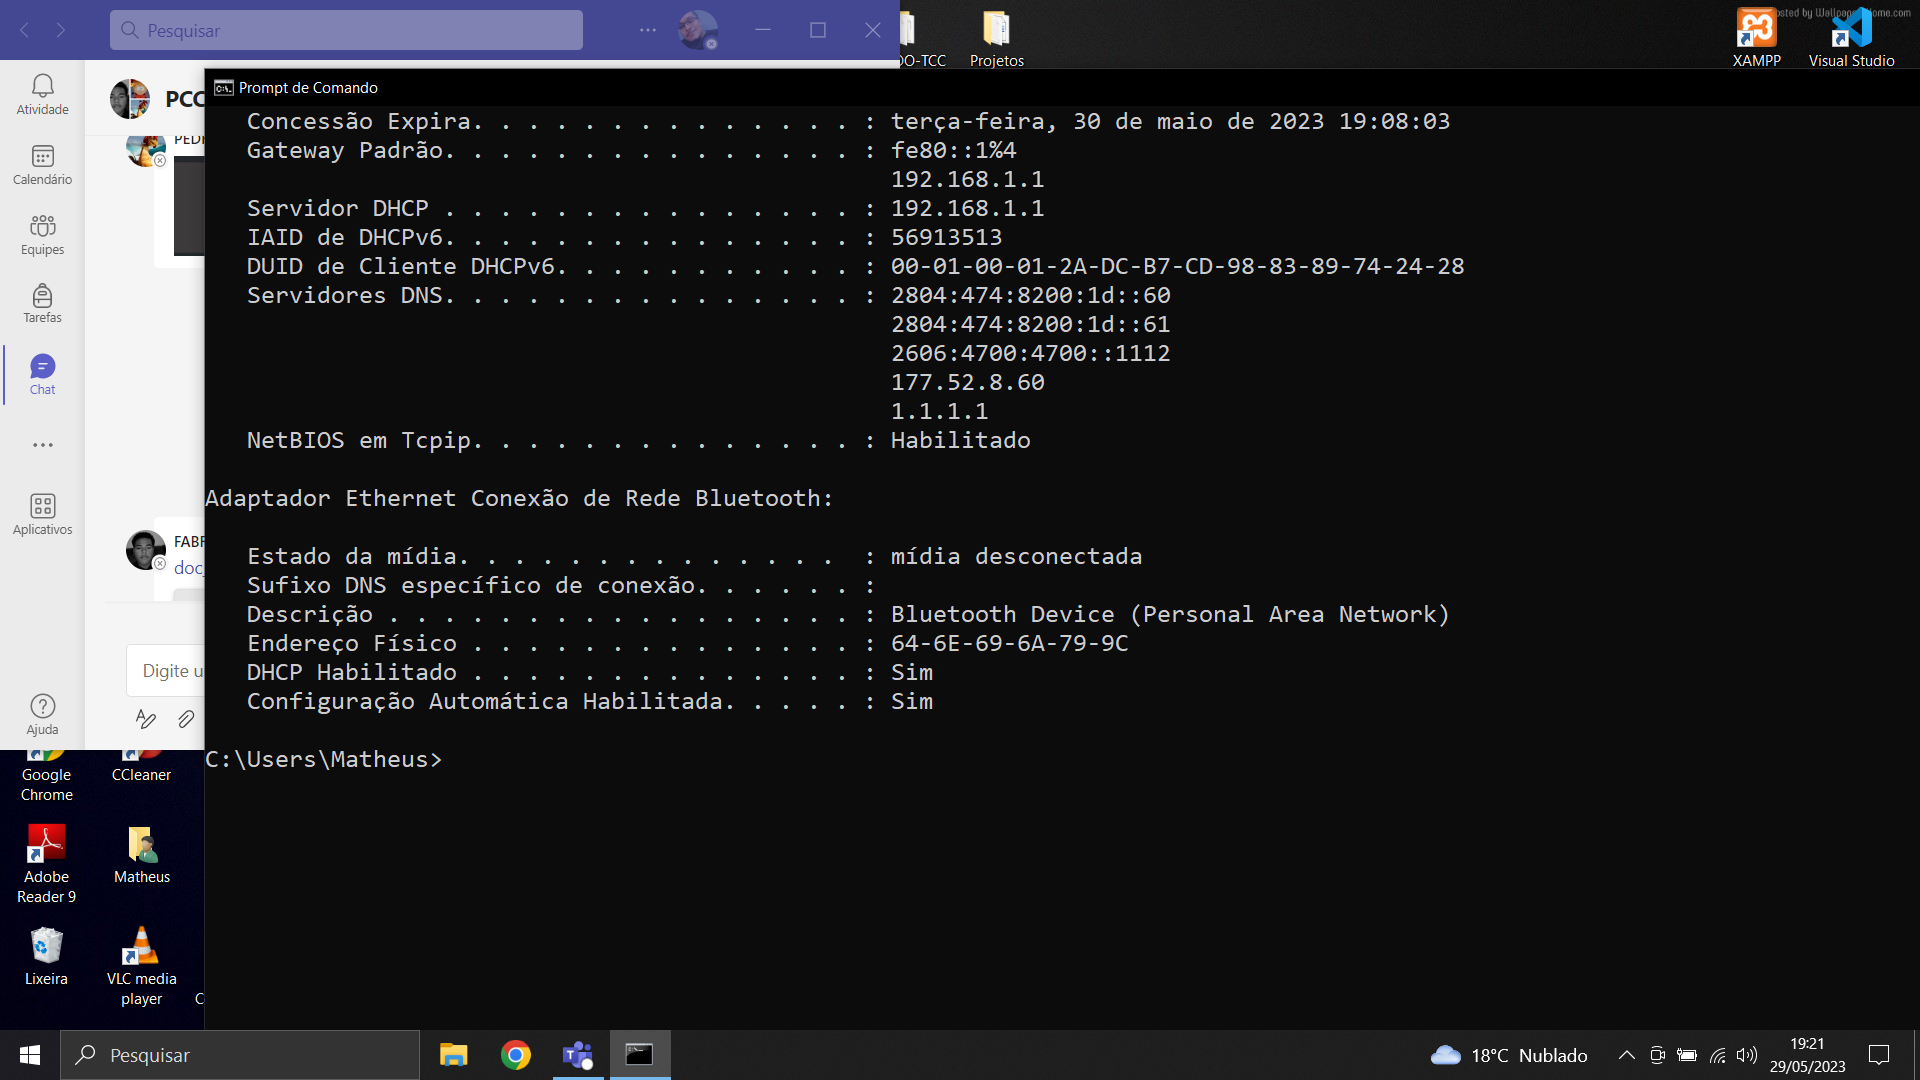 Pesquisar
DO-TCC
Projetos
XAMPP
Visual Studio
Atividade
Calendário
Equipes
Tarefas
Chat
Aplicativos
Ajuda
PCC
PEDI
FABR
doc
Digite u
Prompt de Comando
Concessão Expira. . . . . . . . . . . . . . : terça-feira, 30 de maio de 2023 19:08:03
Gateway Padrão. . . . . . . . . . . . . . . : fe80::1%4
192.168.1.1
Servidor DHCP . . . . . . . . . . . . . . . : 192.168.1.1
IAID de DHCPv6. . . . . . . . . . . . . . . : 56913513
DUID de Cliente DHCPv6. . . . . . . . . . . : 00-01-00-01-2A-DC-B7-CD-98-83-89-74-24-28
Servidores DNS. . . . . . . . . . . . . . . : 2804:474:8200:1d::60
2804:474:8200:1d::61
2606:4700:4700::1112
177.52.8.60
1.1.1.1
NetBIOS em Tcpip. . . . . . . . . . . . . . : Habilitado
Adaptador Ethernet Conexão de Rede Bluetooth:
Estado da mídia. . . . . . . . . . . . . .  : mídia desconectada
Sufixo DNS específico de conexão. . . . . . :
Descrição . . . . . . . . . . . . . . . . . : Bluetooth Device (Personal Area Network)
Endereço Físico . . . . . . . . . . . . . . : 64-6E-69-6A-79-9C
DHCP Habilitado . . . . . . . . . . . . . . : Sim
Configuração Automática Habilitada. . . . . : Sim
C:\Users\Matheus>
Google Chrome
CCleaner
Adobe Reader 9
Matheus
Lixeira
VLC media player
C
Pesquisar
18°C Nublado
19:21
29/05/2023